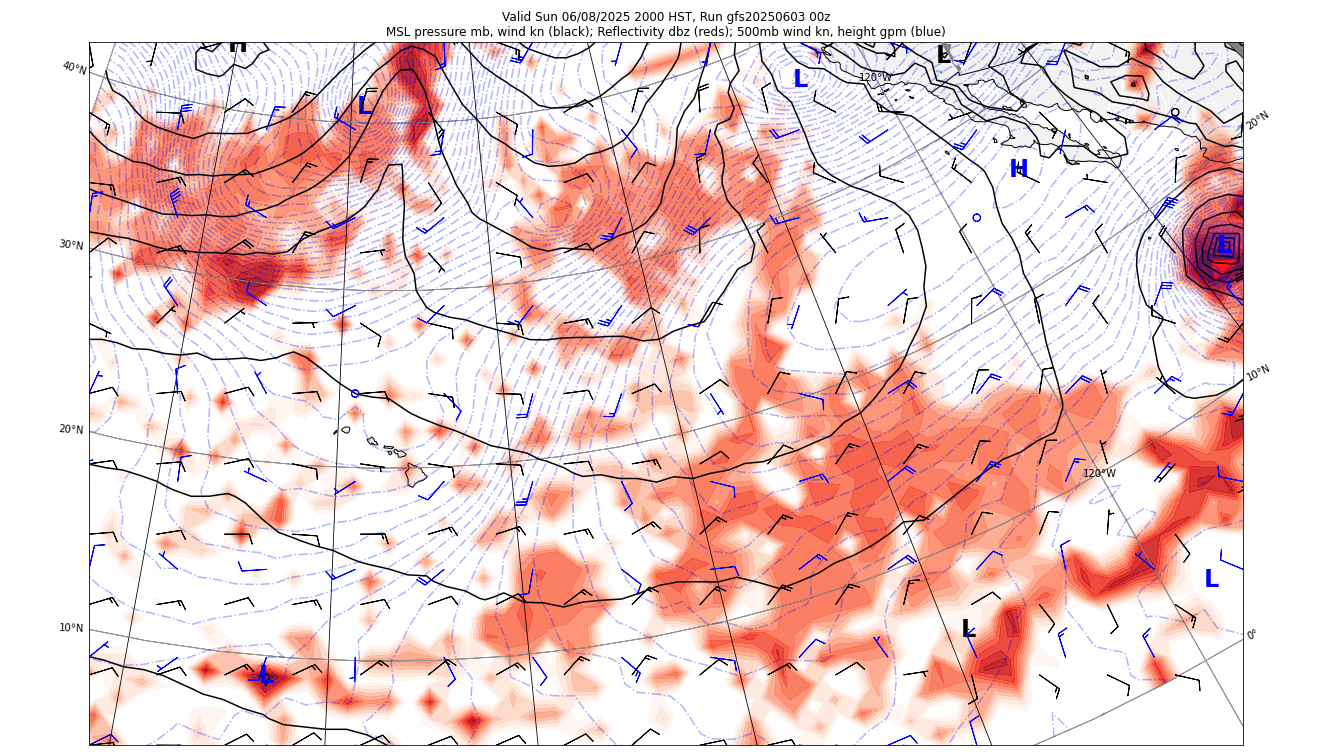 Valid Sun 06/08/2025 2000 HST, Run gfs20250603 00z
MSL pressure mb, wind kn (black); Reflectivity dbz (reds); 500mb wind kn, height gpm (blue)
H
L
40°N
L
120°W
L
20°N
H
30°N
L
10°N
20°N
120°W
L
10°N
L
0°
L